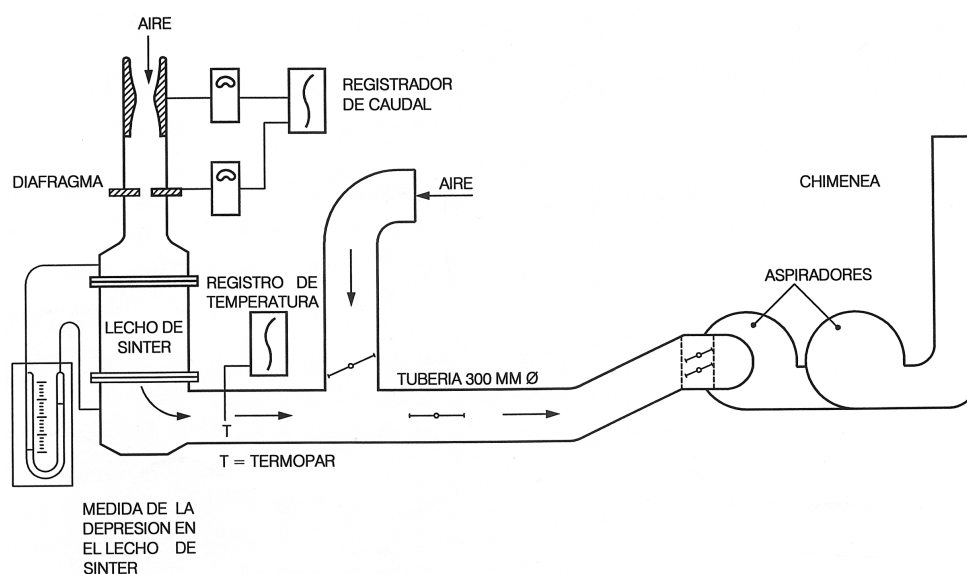 AIRE
REGISTRADOR
DE CAUDAL
DIAFRAGMA
AIRE
CHIMENEA
REGISTRO DE
TEMPERATURA
ASPIRADORES
LECHO DE
SINTER
TUBERIA 300 MM Ø
T
T = TERMOPAR
MEDIDA DE LA
DEPRESION EN
EL LECHO DE
SINTER